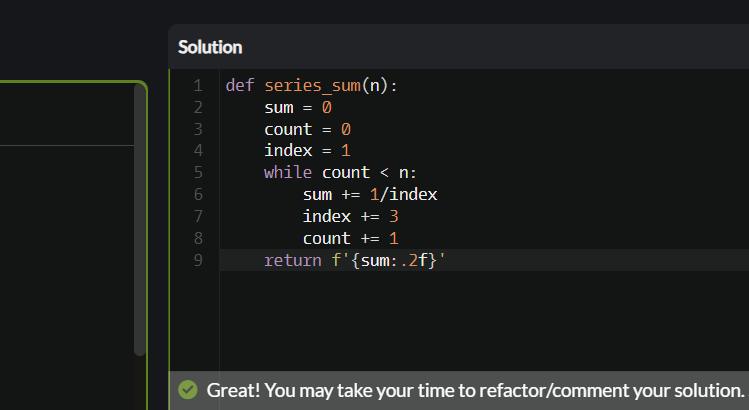 Solution
1 def series_sum(n):
2     sum = 0
3     count = 0
4     index = 1
5     while count < n:
6         sum += 1/index
7         index += 3
8         count += 1
9     return f'{sum:.2f}'
Great! You may take your time to refactor/comment your solution.